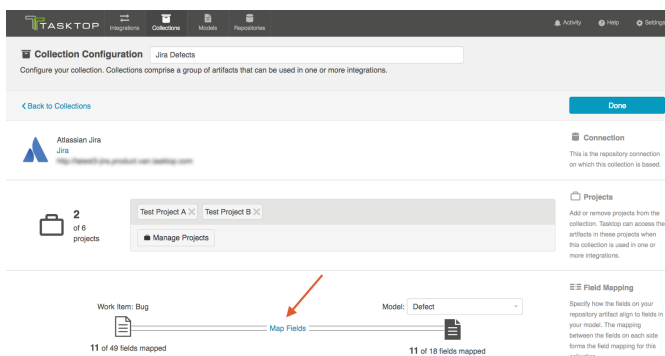 TASKTOP
Integrations
Collections
Models
Repositories
Activity
Help
Settings
Collection Configuration
Jira Defects
Configure your collection. Collections comprise a group of artifacts that can be used in one or more integrations.
Back to Collections
Done
Atlassian Jira
Jira
Connection
This is the repository connection
on which this collection is based.
2
of 6
projects
Test Project A
Test Project B
Manage Projects
Projects
Add or remove projects from the
collection. Tasktop can access the
artifacts in these projects when
this collection is used in one or
more integrations.
Work Item: Bug
Map Fields
Model:
Defect
11 of 49 fields mapped
11 of 18 fields mapped
Field Mapping
Specify how the fields on your
repository artifact align to fields in
your model. The mapping
between the fields on each side
forms the field mapping for this